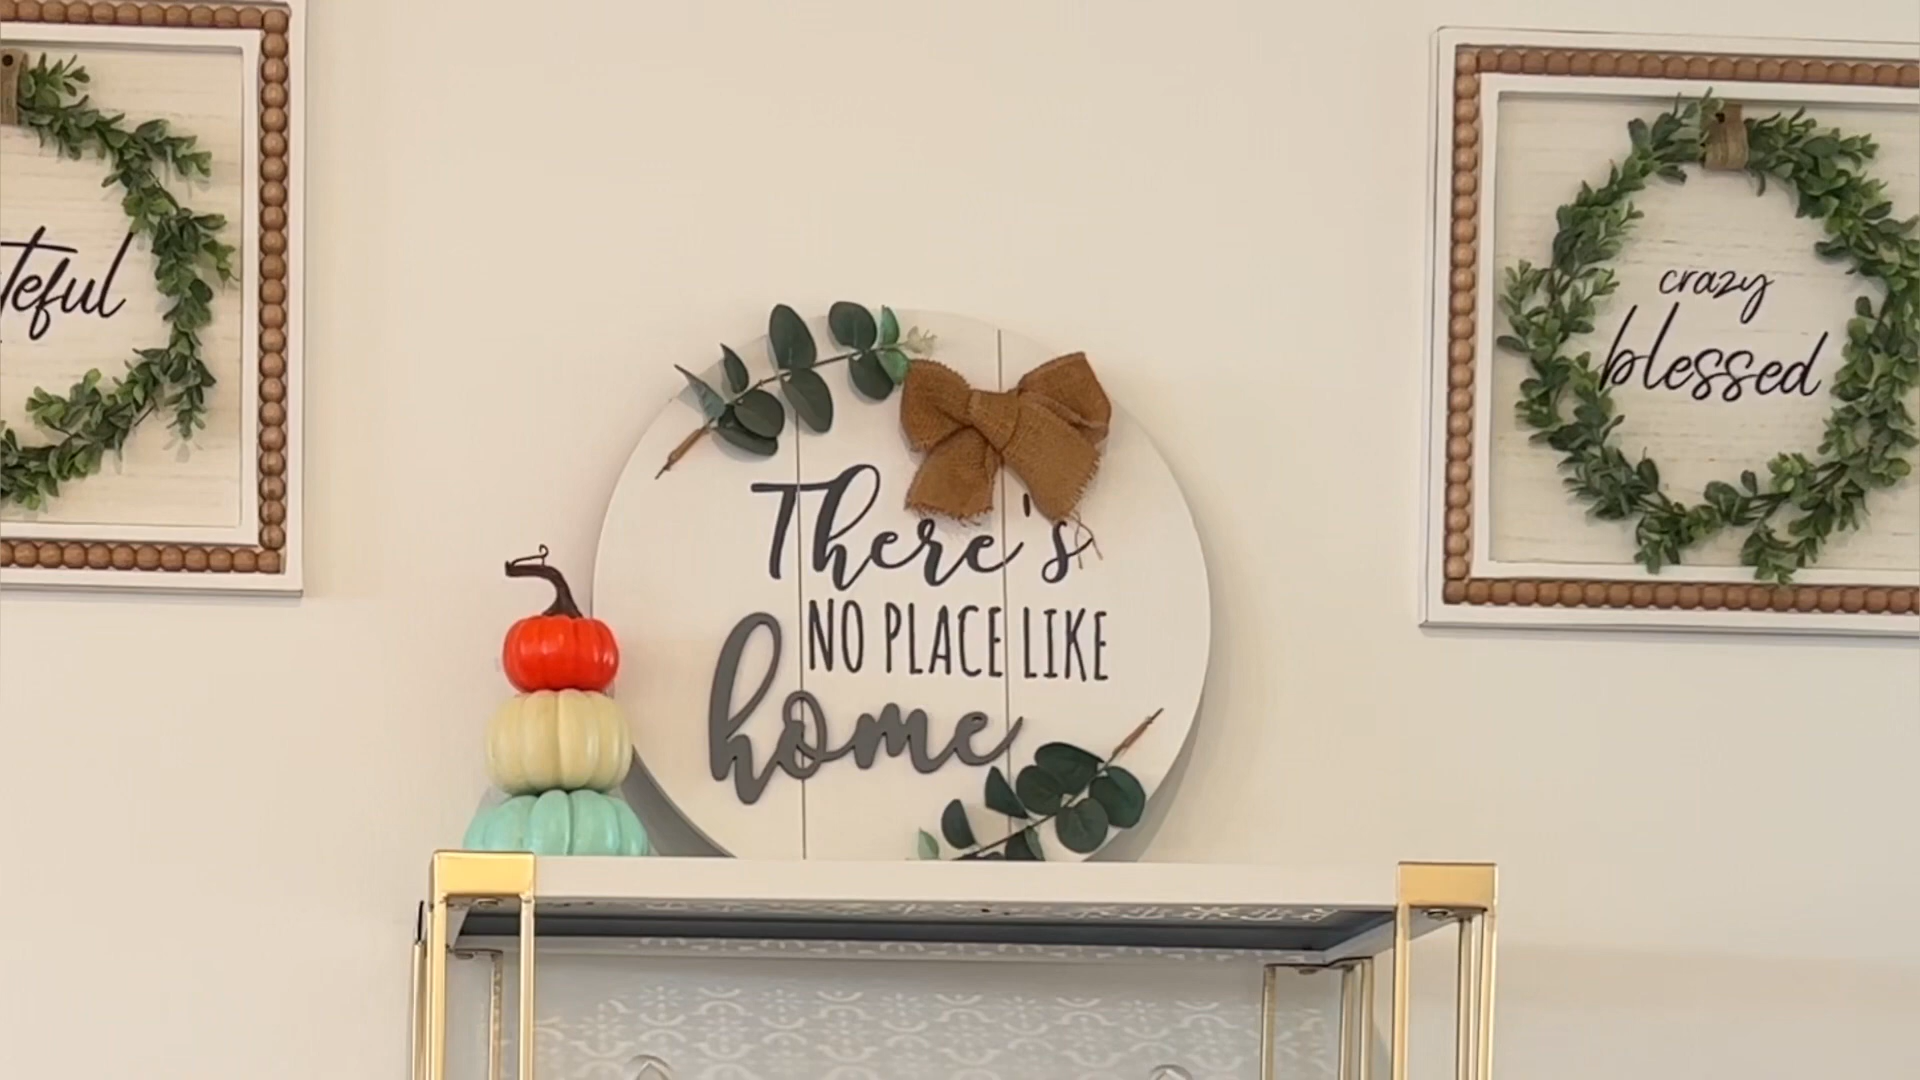 teful
There's
NO PLACE LIKE
home
crazy
blessed